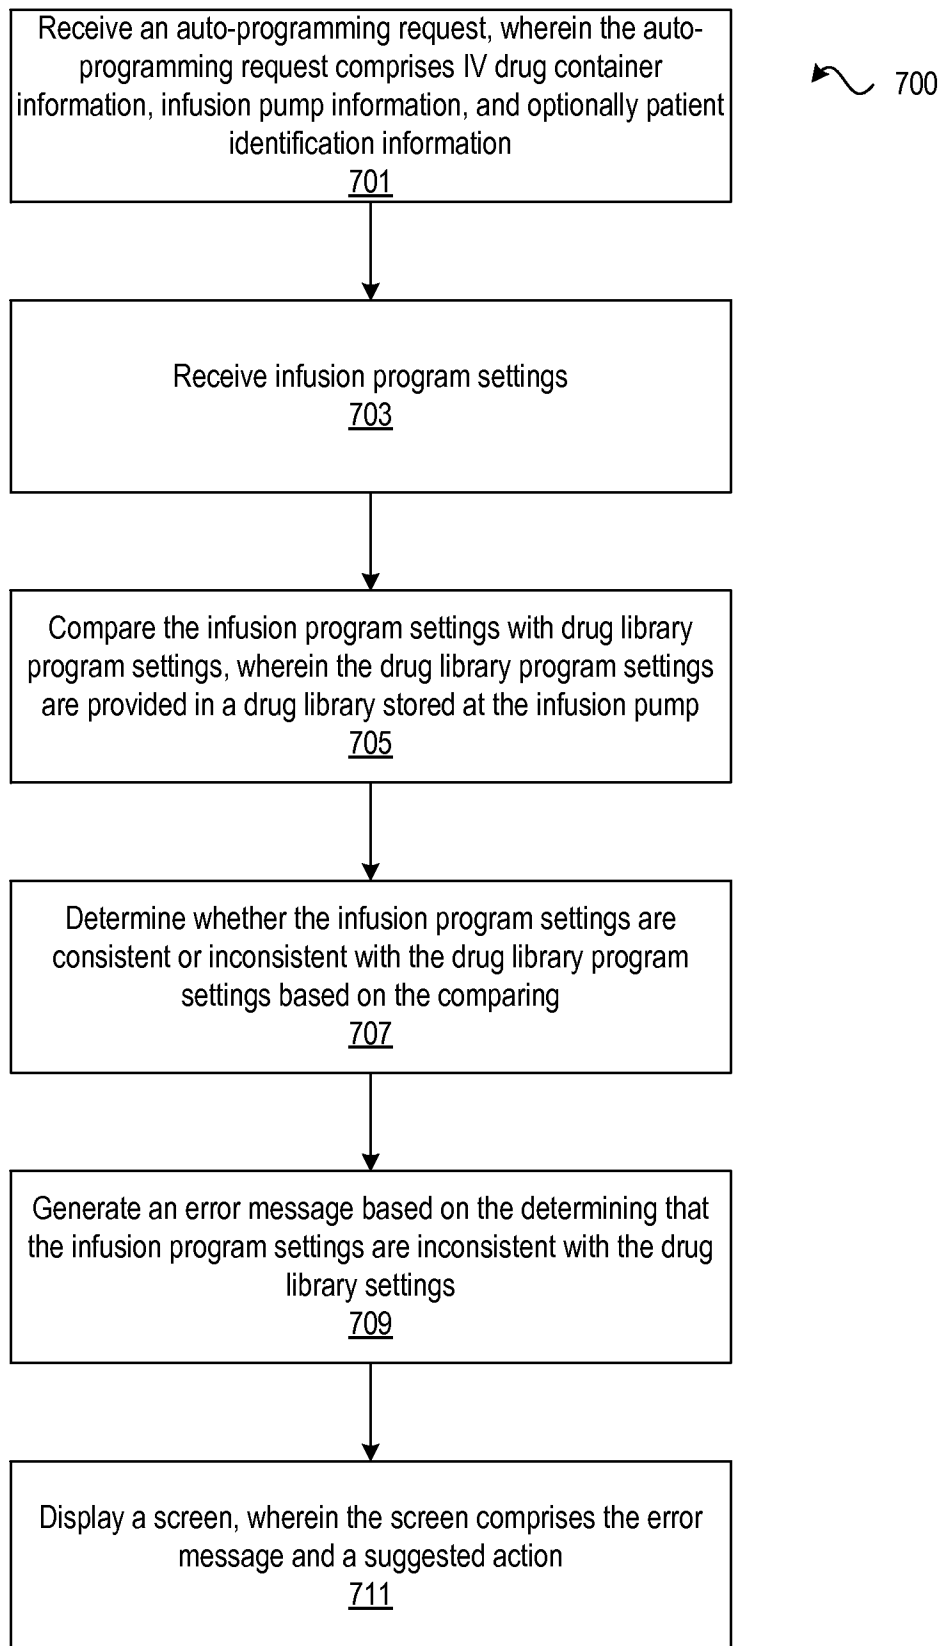 Receive an auto-programming request, wherein the auto-
programming request comprises IV drug container
information, infusion pump information, and optionally patient
identification information
701
700
Receive infusion program settings
703
Compare the infusion program settings with drug library
program settings, wherein the drug library program settings
are provided in a drug library stored at the infusion pump
705
Determine whether the infusion program settings are
consistent or inconsistent with the drug library program
settings based on the comparing
707
Generate an error message based on the determining that
the infusion program settings are inconsistent with the drug
library settings
709
Display a screen, wherein the screen comprises the error
message and a suggested action
711